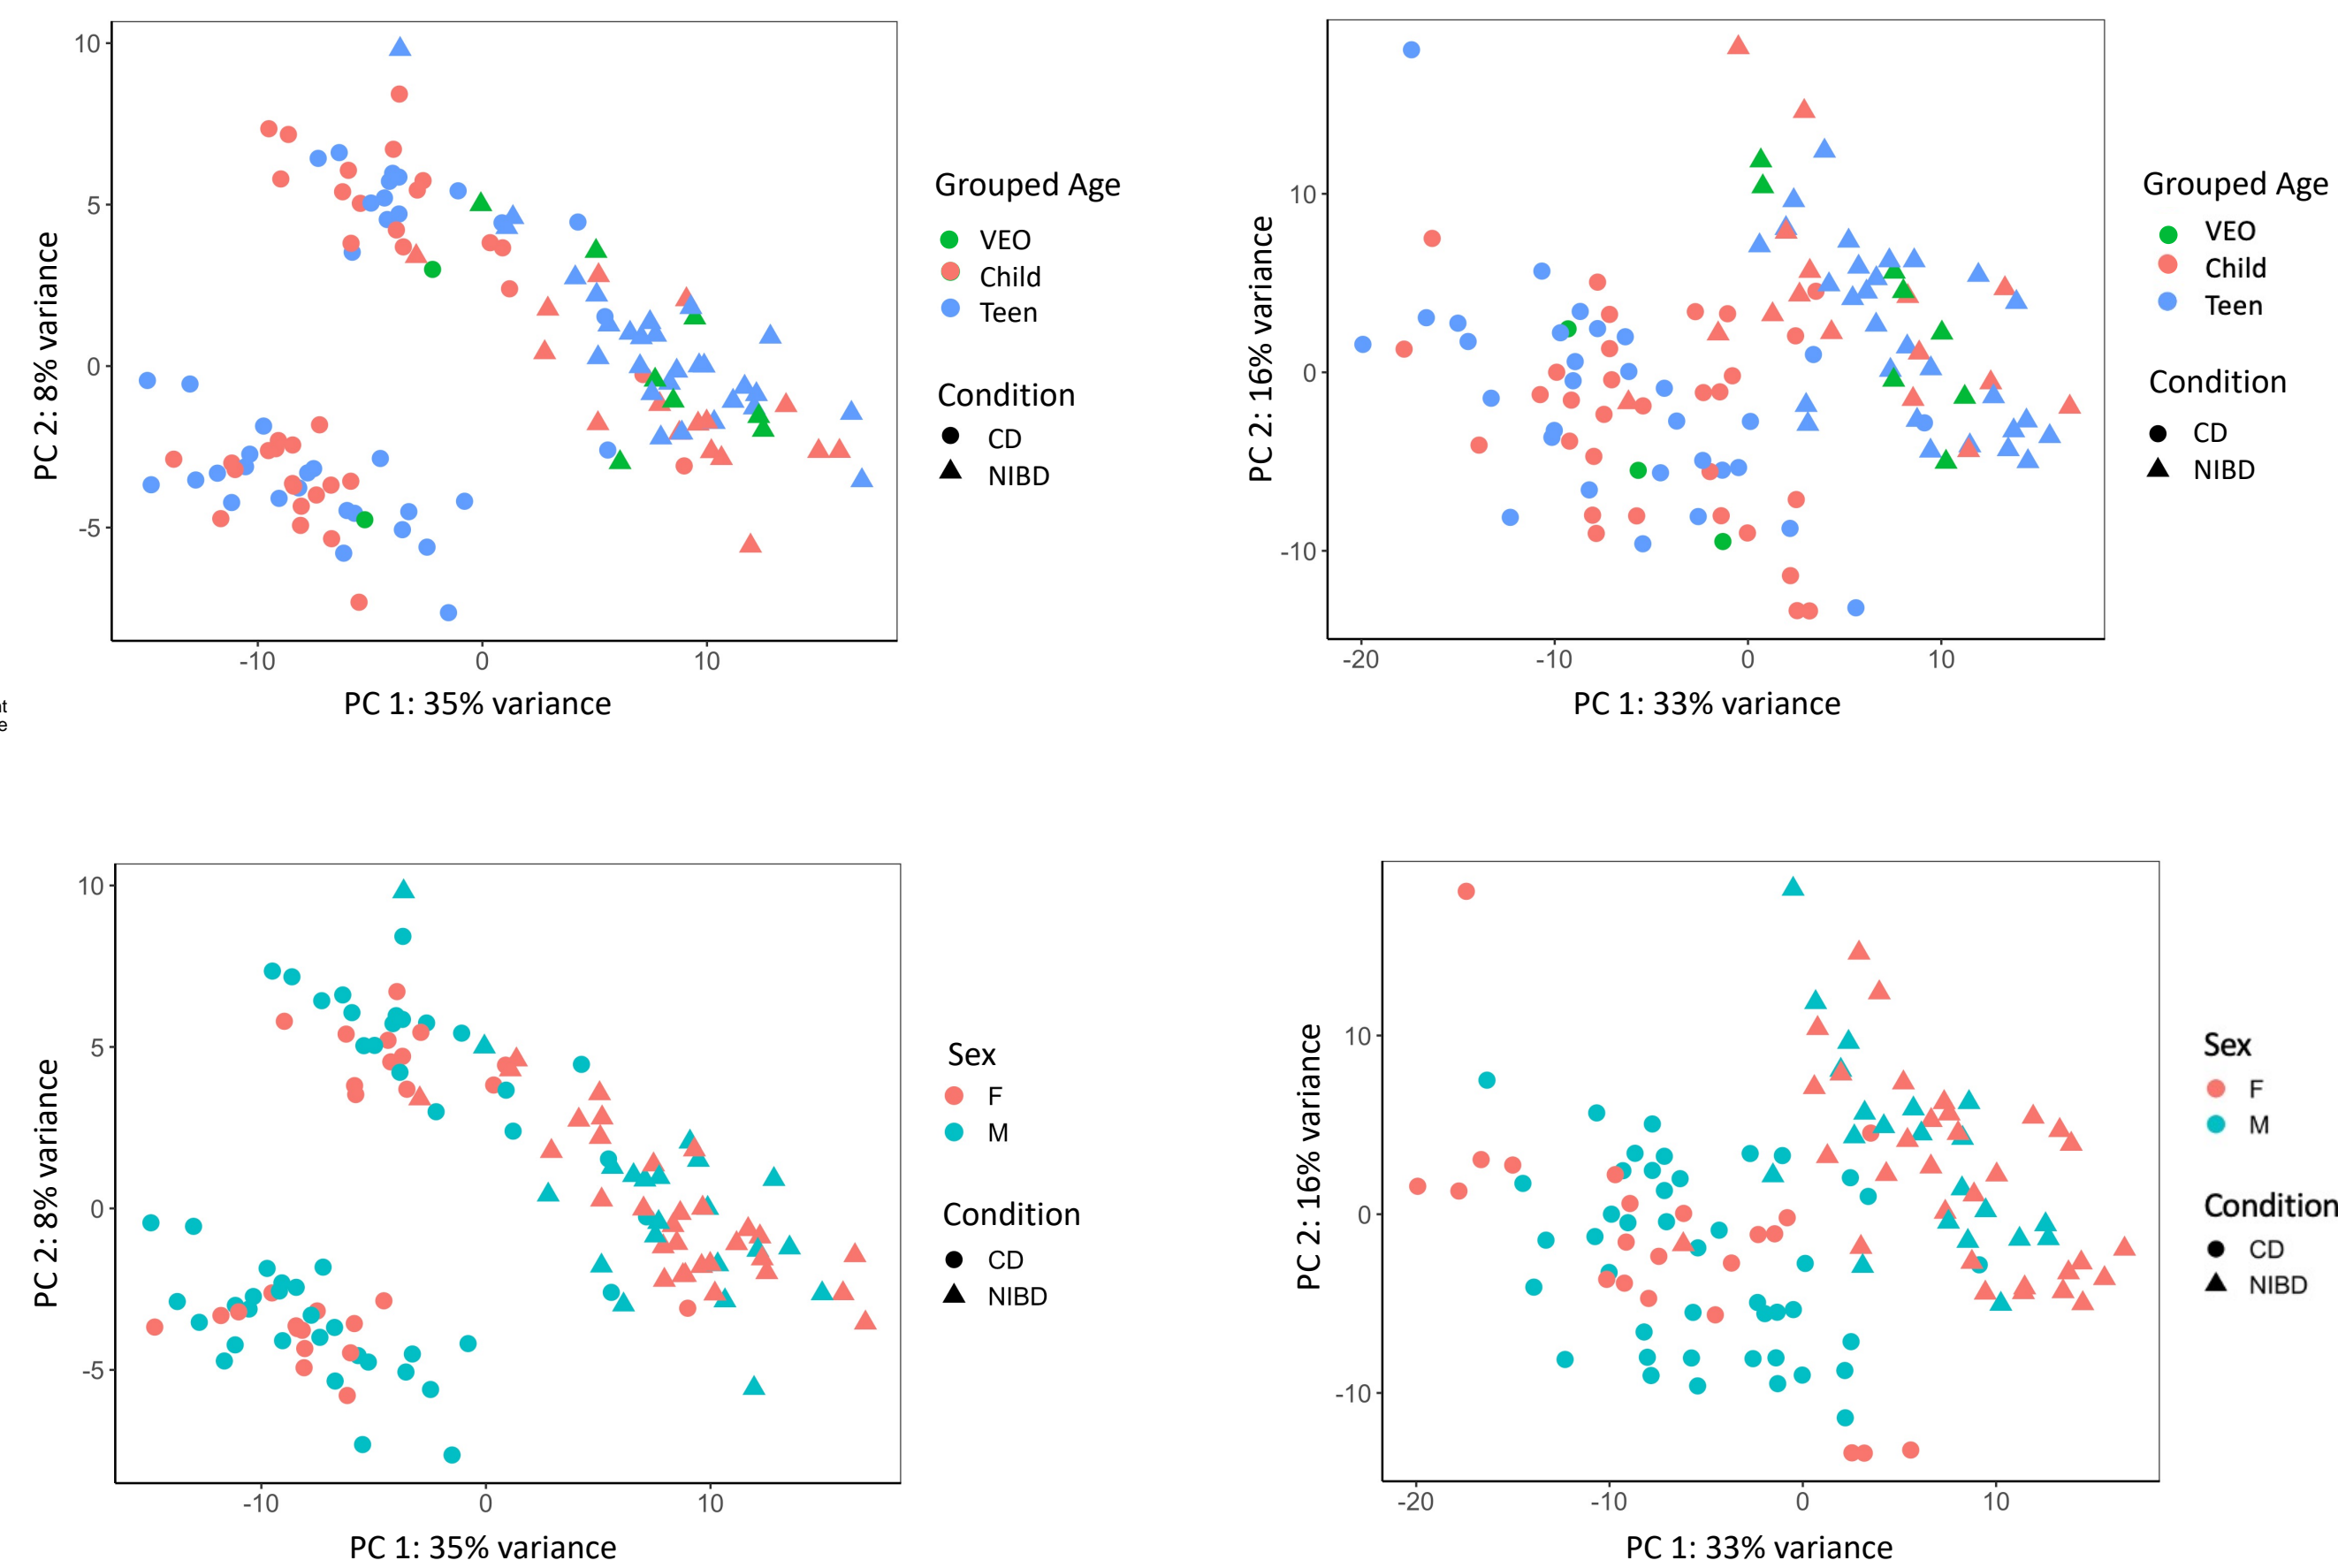 10
5
0
-5
PC 2: 8% variance
-10
0
10
PC 1: 35% variance
Grouped Age
VEO
Child
Teen
Condition
CD
NIBD
10
0
-10
PC 2: 16% variance
-20
-10
0
10
PC 1: 33% variance
Grouped Age
VEO
Child
Teen
Condition
CD
NIBD
10
5
0
-5
PC 2: 8% variance
-10
0
10
PC 1: 35% variance
Sex
F
M
Condition
CD
NIBD
10
0
-10
PC 2: 16% variance
-20
-10
0
10
PC 1: 33% variance
Sex
F
M
Condition
CD
NIBD